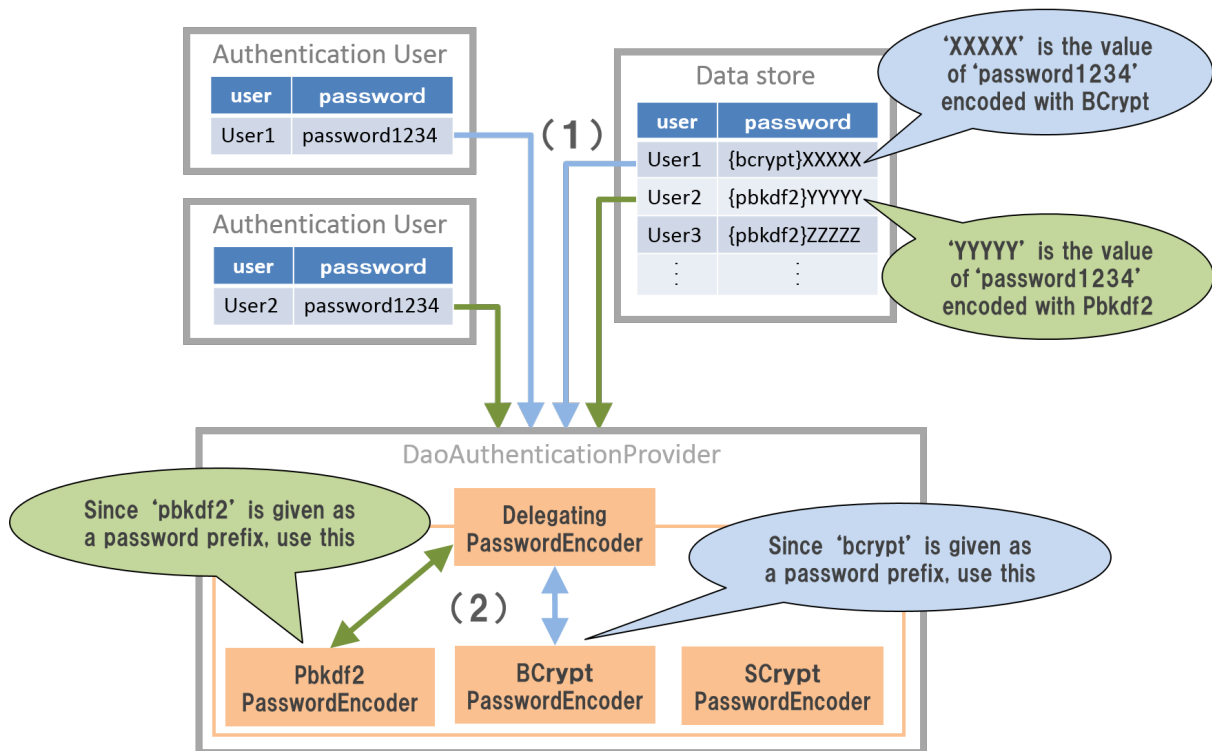 Authentication User
user password
User1 password1234
Authentication User
user password
User2 password1234
(1)
Data store
user password
User1 {bcrypt}XXXXX
User2 {pbkdf2}YYYYY
User3 {pbkdf2}ZZZZZ
⋮ ⋮
‘XXXXX’ is the value
of ‘password1234’
encoded with BCrypt
‘YYYYY’ is the value
of ‘password1234’
encoded with Pbkdf2
DaoAuthenticationProvider
Since ‘pbkdf2’ is given as
a password prefix, use this
Delegating
PasswordEncoder
Since ‘bcrypt’ is given as
a password prefix, use this
(2)
Pbkdf2
PasswordEncoder
BCrypt
PasswordEncoder
SCrypt
PasswordEncoder